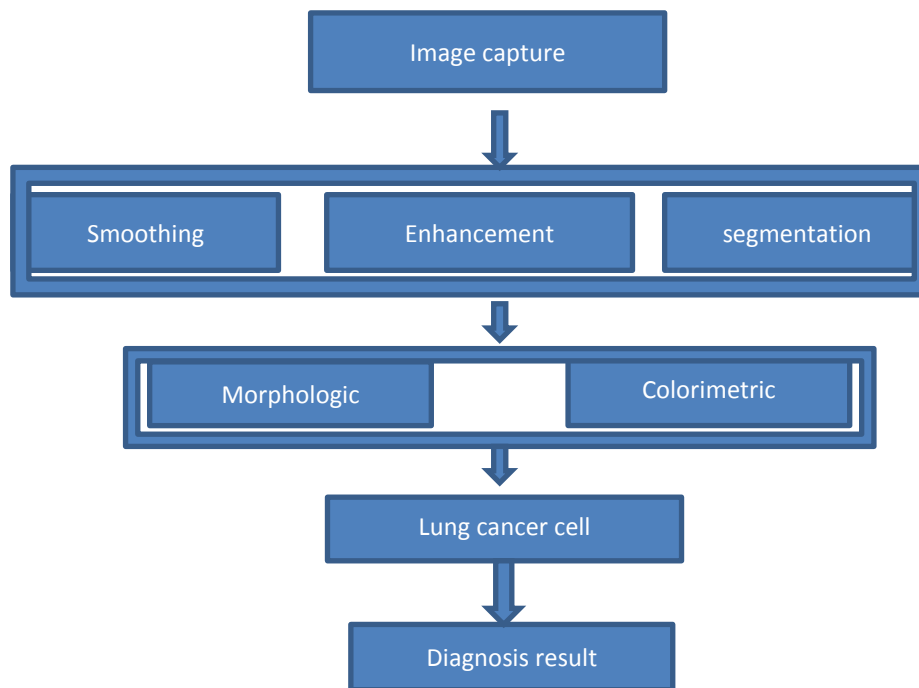 Image capture
Smoothing
Enhancement
segmentation
Morphologic
Colorimetric
Lung cancer cell
Diagnosis result